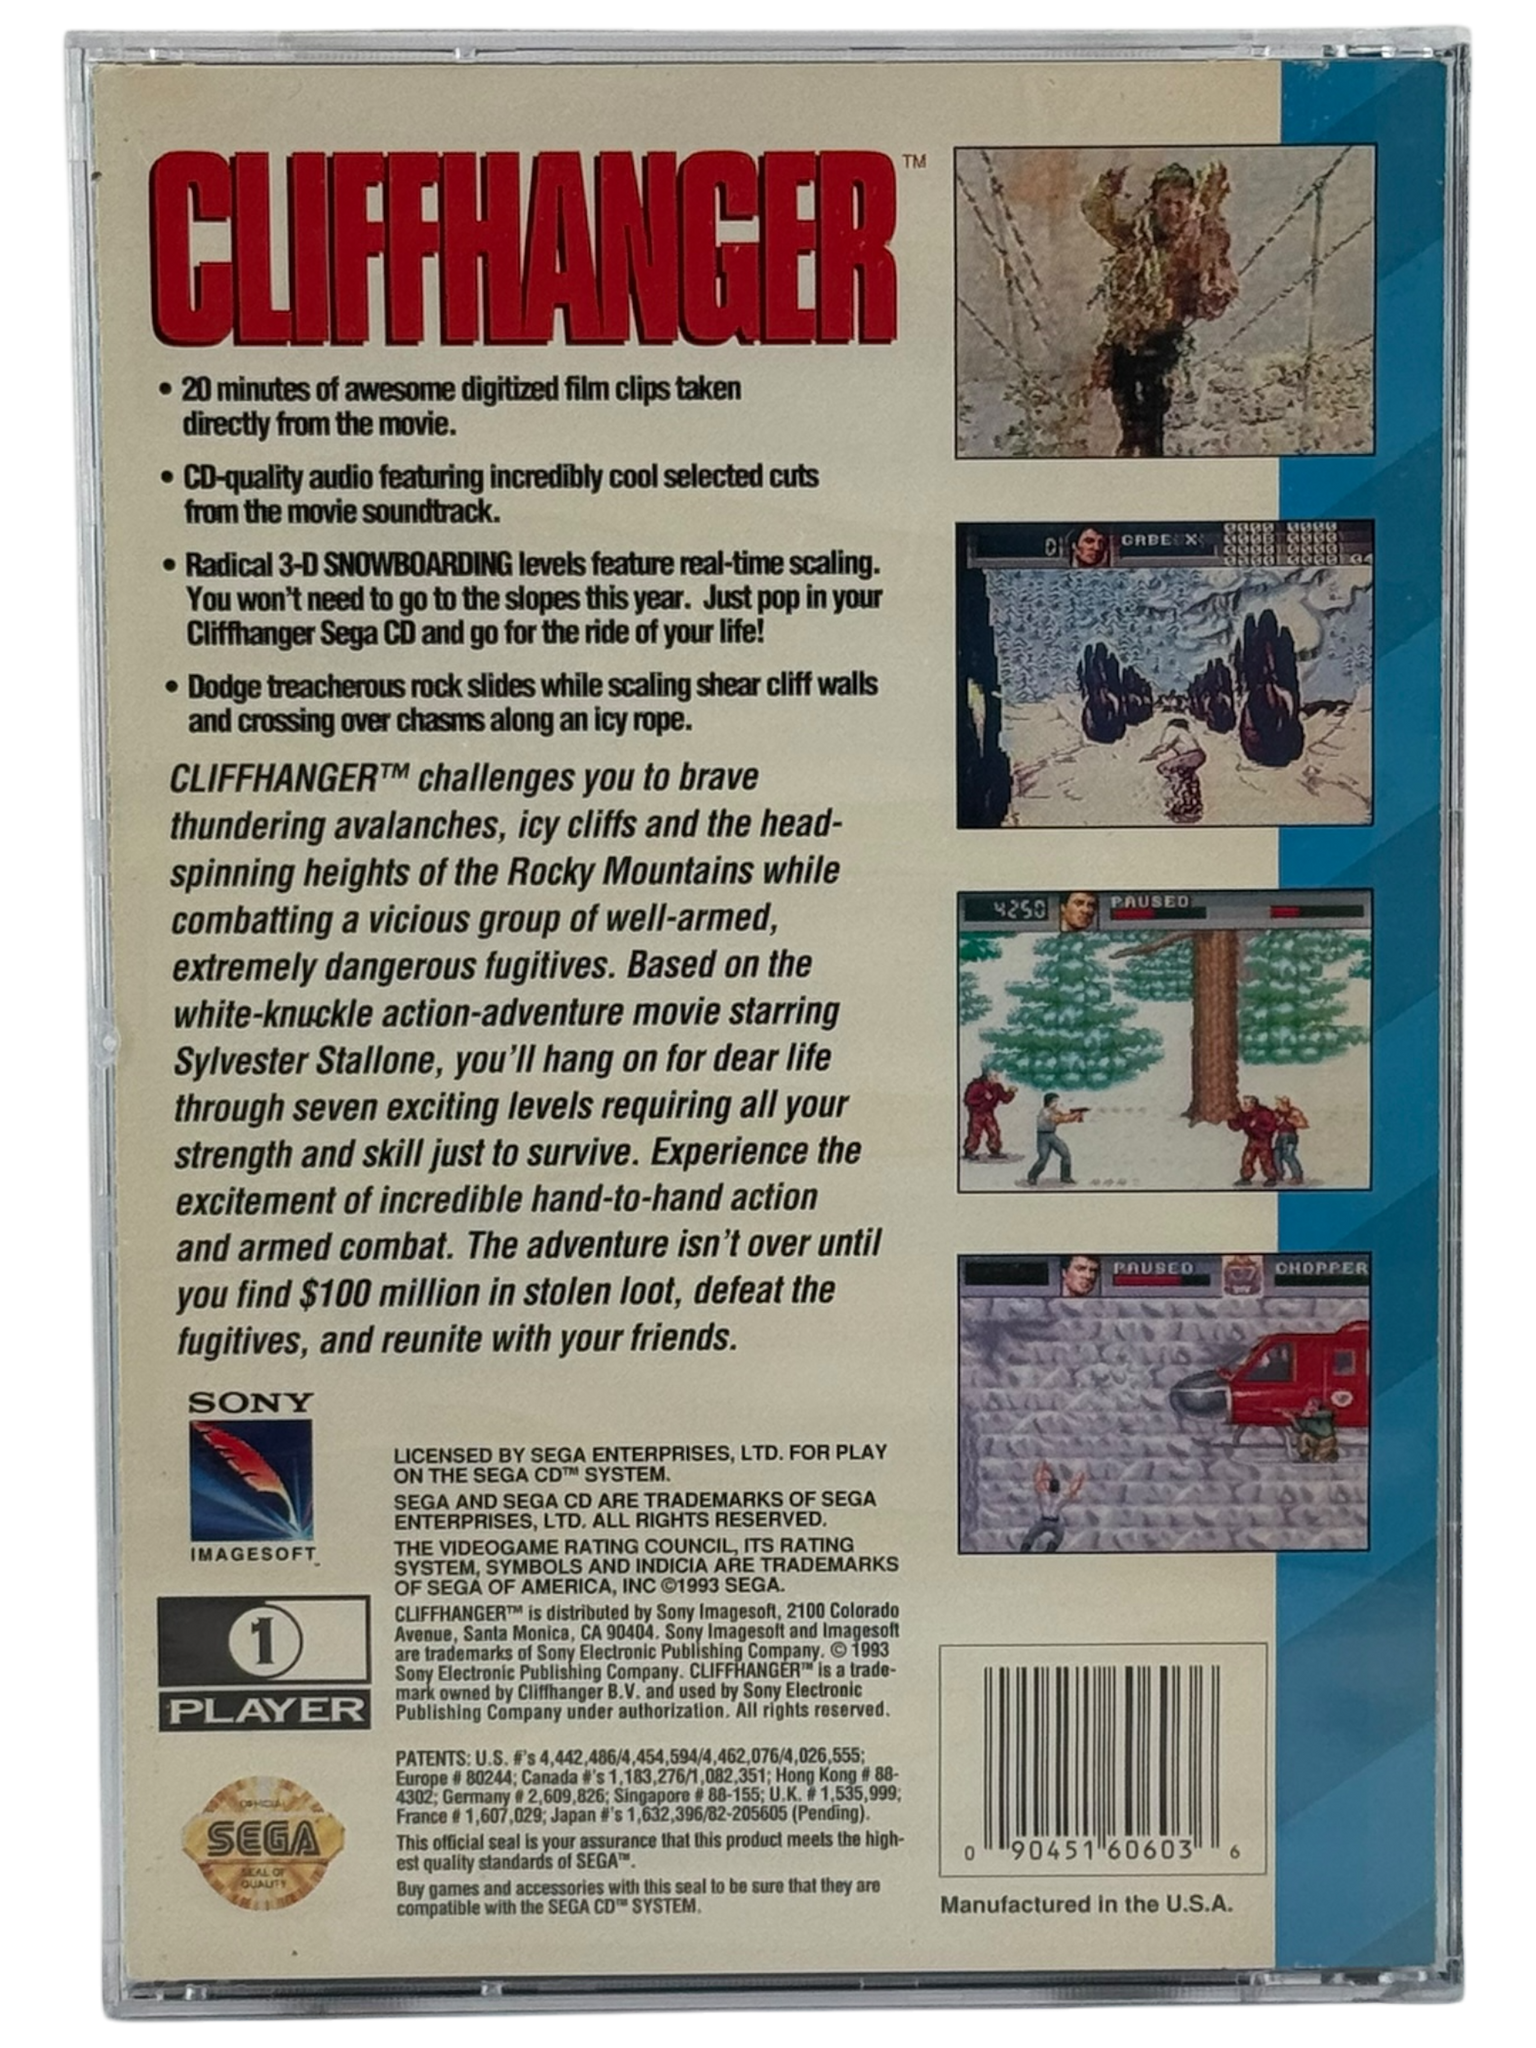 CLIFFHANGER™
• 20 minutes of awesome digitized film clips taken
directly from the movie.
• CD-quality audio featuring incredibly cool selected cuts
from the movie soundtrack.
• Radical 3-D SNOWBOARDING levels feature real-time scaling.
You won't need to go to the slopes this year. Just pop in your
Cliffhanger Sega CD and go for the ride of your life!
• Dodge treacherous rock slides while scaling shear cliff walls
and crossing over chasms along an icy rope.
CLIFFHANGER™ challenges you to brave
thundering avalanches, icy cliffs and the head-
spinning heights of the Rocky Mountains while
combatting a vicious group of well-armed,
extremely dangerous fugitives. Based on the
white-knuckle action-adventure movie starring
Sylvester Stallone, you'll hang on for dear life
through seven exciting levels requiring all your
strength and skill just to survive. Experience the
excitement of incredible hand-to-hand action
and armed combat. The adventure isn't over until
you find $100 million in stolen loot, defeat the
fugitives, and reunite with your friends.
0 GABE X
4250 PAUSED
PAUSED CHOPPER
SONY
IMAGESOFT™
1
PLAYER
OFFICIAL
SEGA
SEAL OF
QUALITY
LICENSED BY SEGA ENTERPRISES, LTD. FOR PLAY
ON THE SEGA CD™ SYSTEM.
SEGA AND SEGA CD ARE TRADEMARKS OF SEGA
ENTERPRISES, LTD. ALL RIGHTS RESERVED.
THE VIDEOGAME RATING COUNCIL, ITS RATING
SYSTEM, SYMBOLS AND INDICIA ARE TRADEMARKS
OF SEGA OF AMERICA, INC ©1993 SEGA.
CLIFFHANGER™ is distributed by Sony Imagesoft, 2100 Colorado
Avenue, Santa Monica, CA 90404. Sony Imagesoft and Imagesoft
are trademarks of Sony Electronic Publishing Company. © 1993
Sony Electronic Publishing Company. CLIFFHANGER™ is a trade-
mark owned by Cliffhanger B.V. and used by Sony Electronic
Publishing Company under authorization. All rights reserved.
PATENTS: U.S. #'s 4,442,486/4,454,594/4,462,076/4,026,555;
Europe # 80244; Canada #'s 1,183,276/1,082,351; Hong Kong # 88-
4302; Germany # 2,609,826; Singapore # 88-155; U.K. # 1,535,999;
France # 1,607,029; Japan #'s 1,632,396/82-205605 (Pending).
This official seal is your assurance that this product meets the high-
est quality standards of SEGA™.
Buy games and accessories with this seal to be sure that they are
compatible with the SEGA CD™ SYSTEM.
0 90451 60603 6
Manufactured in the U.S.A.